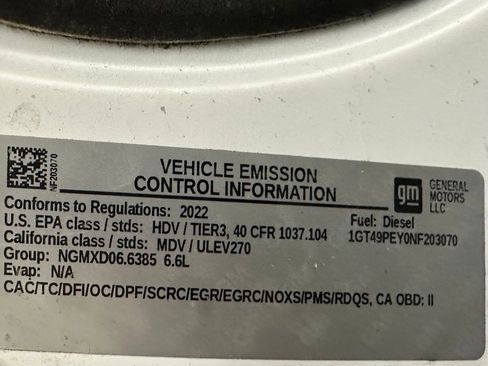 NF203070
VEHICLE EMISSION
CONTROL INFORMATION
gm
GENERAL
MOTORS
LLC
Conforms to Regulations: 2022
Fuel: Diesel
U.S. EPA class / stds: HDV / TIER3, 40 CFR 1037.104
1GT49PEY0NF203070
California class / stds: MDV / ULEV270
Group: NGMXD06.6385 6.6L
Evap: N/A
CAC/TC/DFI/OC/DPF/SCRC/EGR/EGRC/NOXS/PMS/RDQS, CA OBD: II